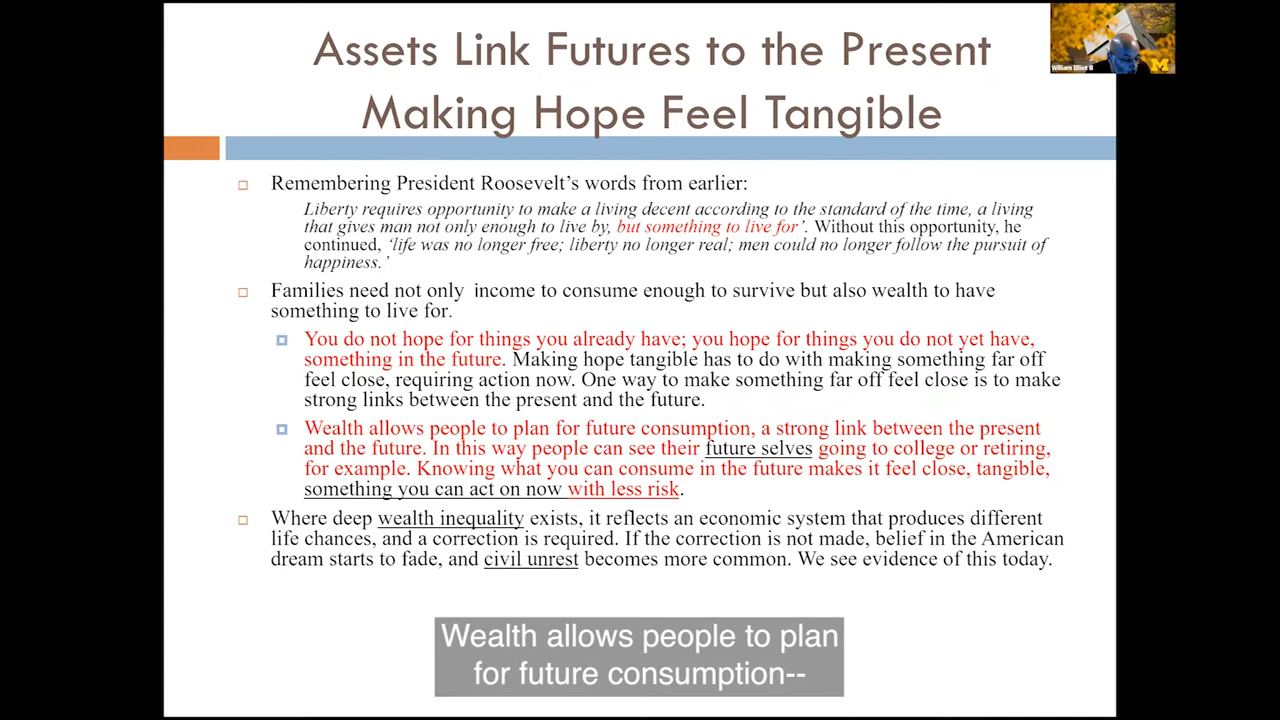 Assets Link Futures to the Present
Making Hope Feel Tangible
William Elliott II
M
Remembering President Roosevelt's words from earlier:
Liberty requires opportunity to make a living decent according to the standard of the time, a living
that gives man not only enough to live by, but something to live for'. Without this opportunity, he
continued, 'life was no longer free; liberty no longer real; men could no longer follow the pursuit of
happiness.'
Families need not only income to consume enough to survive but also wealth to have
something to live for.
You do not hope for things you already have; you hope for things you do not yet have,
something in the future. Making hope tangible has to do with making something far off
feel close, requiring action now. One way to make something far off feel close is to make
strong links between the present and the future.
Wealth allows people to plan for future consumption, a strong link between the present
and the future. In this way people can see their future selves going to college or retiring,
for example. Knowing what you can consume in the future makes it feel close, tangible,
something you can act on now with less risk.
Where deep wealth inequality exists, it reflects an economic system that produces different
life chances, and a correction is required. If the correction is not made, belief in the American
dream starts to fade, and civil unrest becomes more common. We see evidence of this today.
Wealth allows people to plan
for future consumption--